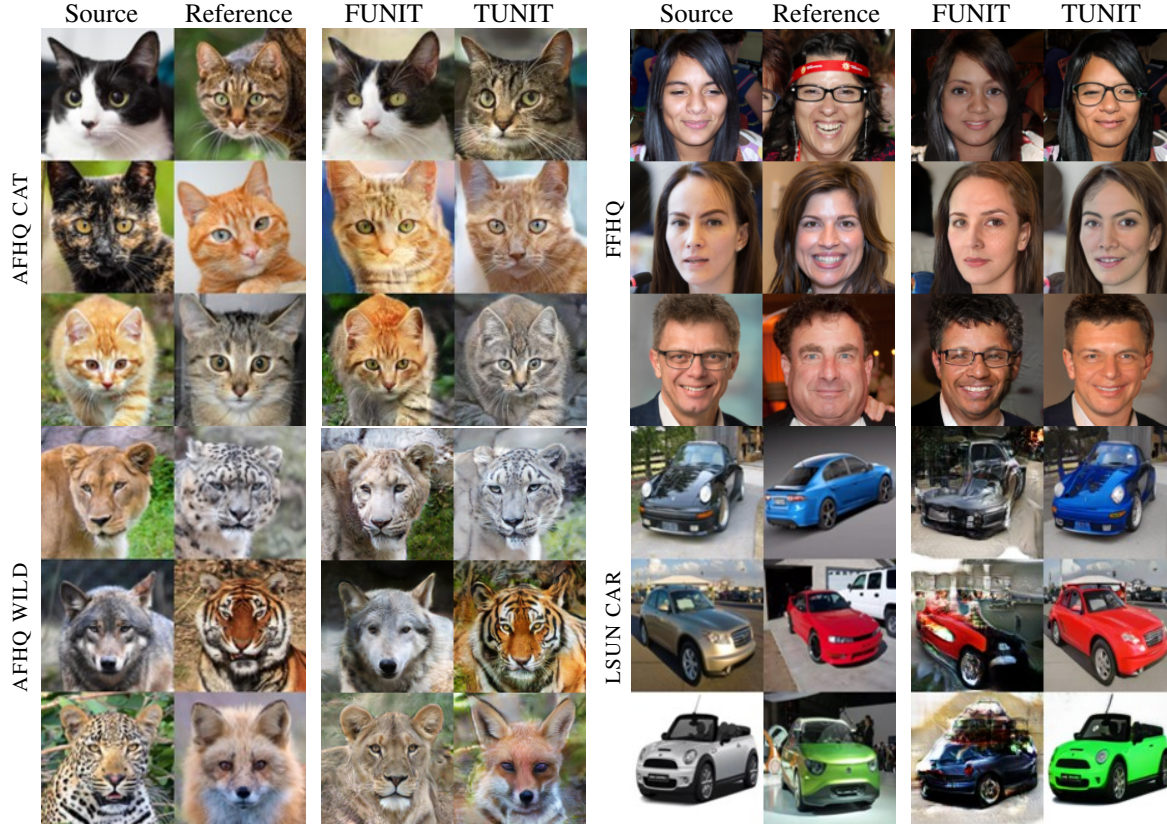 Source Reference FUNIT TUNIT Source Reference FUNIT TUNIT
AFHQ CAT
FFHQ
AFHQ WILD
LSUN CAR